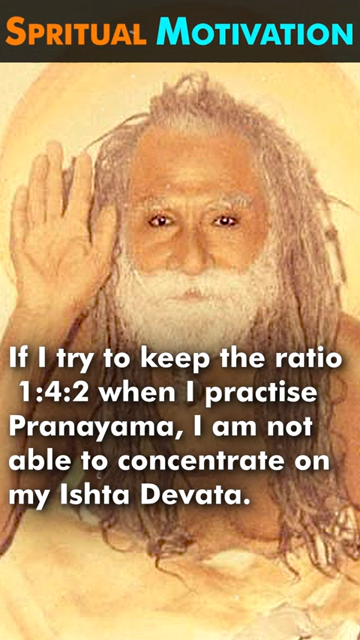 SPRITUAL MOTIVATION
If I try to keep the ratio
1:4:2 when I practise
Pranayama, I am not
able to concentrate on
my Ishta Devata.